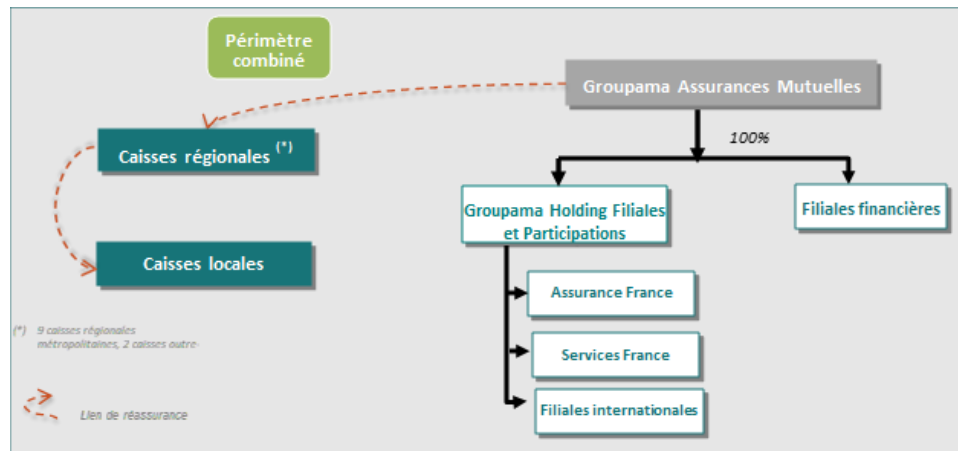 Périmètre
combiné
Groupama Assurances Mutuelles
100%
Caisses régionales (*)
Groupama Holding Filiales
et Participations
Filiales financières
Caisses locales
Assurance France
Services France
Filiales internationales
(*) 9 caisses régionales
métropolitaines, 2 caisses outre-
Lien de réassurance